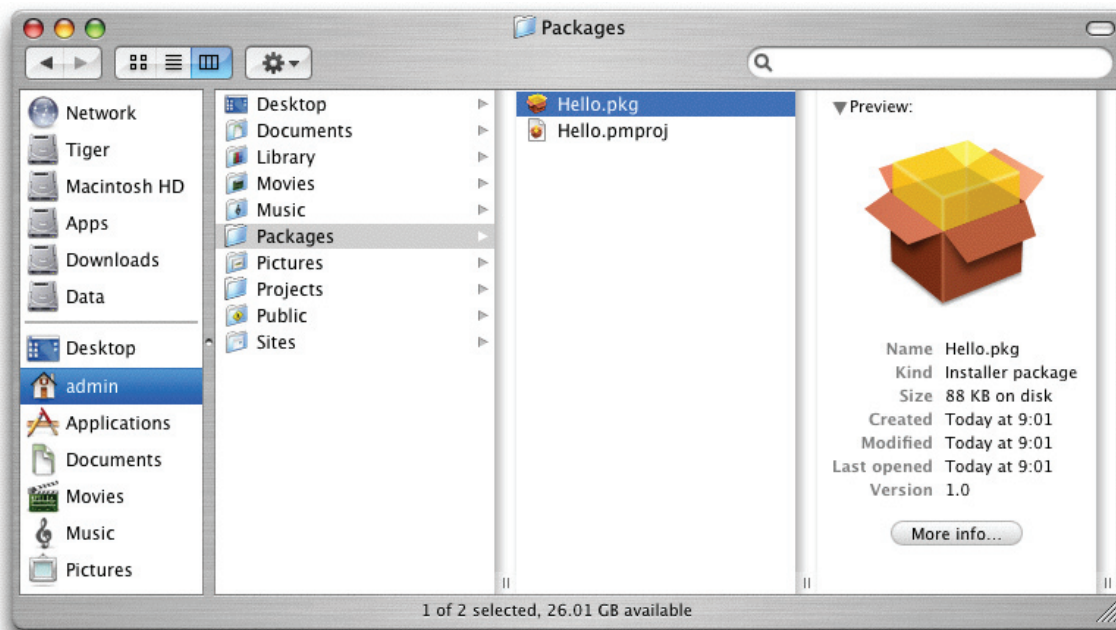 Packages
Network
Tiger
Macintosh HD
Apps
Downloads
Data
Desktop
admin
Applications
Documents
Movies
Music
Pictures
Desktop
Documents
Library
Movies
Music
Packages
Pictures
Projects
Public
Sites
Hello.pkg
Hello.pmproj
Preview:
Name Hello.pkg
Kind Installer package
Size 88 KB on disk
Created Today at 9:01
Modified Today at 9:01
Last opened Today at 9:01
Version 1.0
More info...
1 of 2 selected, 26.01 GB available